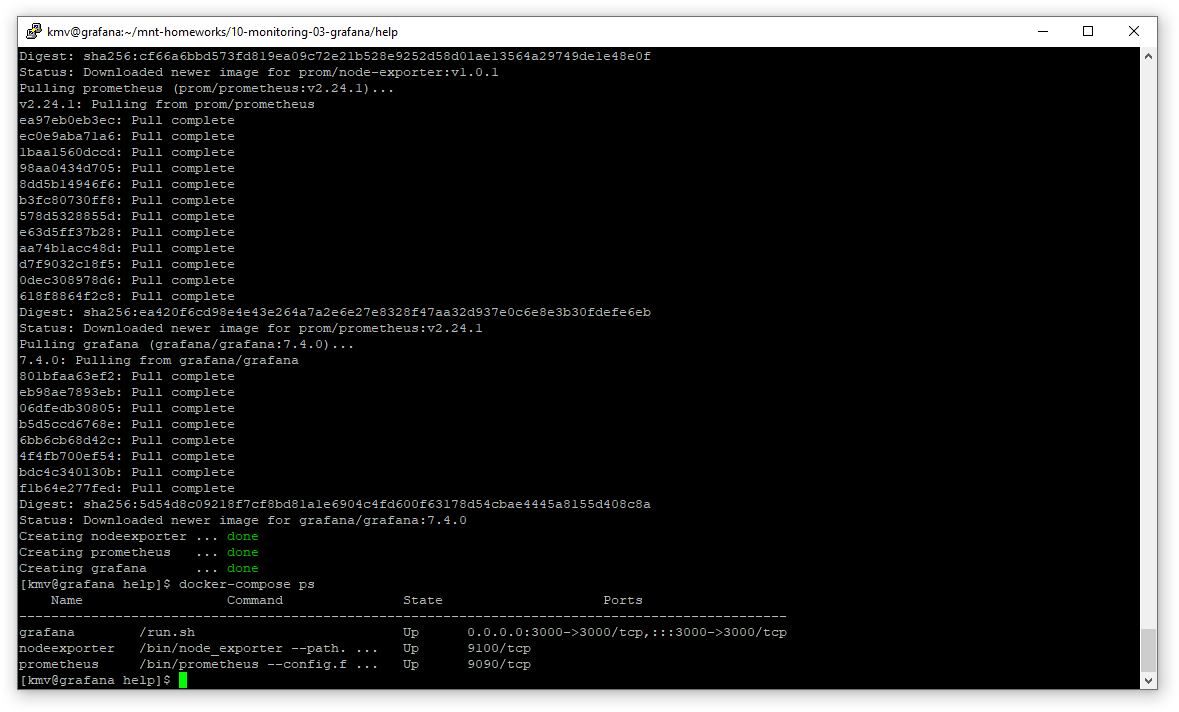 kmv@grafana:~/mnt-homeworks/10-monitoring-03-grafana/help
Digest: sha256:cf66a6bbd573fd819ea09c72e21b528e9252d58d01ae13564a29749de1e48e0f
Status: Downloaded newer image for prom/node-exporter:v1.0.1
Pulling prometheus (prom/prometheus:v2.24.1)...
v2.24.1: Pulling from prom/prometheus
ea97eb0eb3ec: Pull complete
ec0e9aba71a6: Pull complete
1baa1560dccd: Pull complete
98aa0434d705: Pull complete
8dd5b14946f6: Pull complete
b3fc80730ff8: Pull complete
578d5328855d: Pull complete
e63d5ff37b28: Pull complete
aa74b1acc48d: Pull complete
d7f9032c18f5: Pull complete
0dec308978d6: Pull complete
618f8864f2c8: Pull complete
Digest: sha256:ea420f6cd98e4e43e264a7a2e6e27e8328f47aa32d937e0c6e8e3b30fdefe6eb
Status: Downloaded newer image for prom/prometheus:v2.24.1
Pulling grafana (grafana/grafana:7.4.0)...
7.4.0: Pulling from grafana/grafana
801bfaa63ef2: Pull complete
eb98ae7893eb: Pull complete
06dfedb30805: Pull complete
b5d5ccd6768e: Pull complete
6bb6cb68d42c: Pull complete
4f4fb700ef54: Pull complete
bdc4c340130b: Pull complete
f1b64e277fed: Pull complete
Digest: sha256:5d54d8c09218f7cf8bd81a1e6904c4fd600f63178d54cbae4445a8155d408c8a
Status: Downloaded newer image for grafana/grafana:7.4.0
Creating nodeexporter ... done
Creating prometheus   ... done
Creating grafana      ... done
[kmv@grafana help]$ docker-compose ps
    Name                  Command               State                    Ports
------------------------------------------------------------------------------------------------
grafana        /run.sh                          Up      0.0.0.0:3000->3000/tcp,:::3000->3000/tcp
nodeexporter   /bin/node_exporter --path. ...   Up      9100/tcp
prometheus     /bin/prometheus --config.f ...   Up      9090/tcp
[kmv@grafana help]$